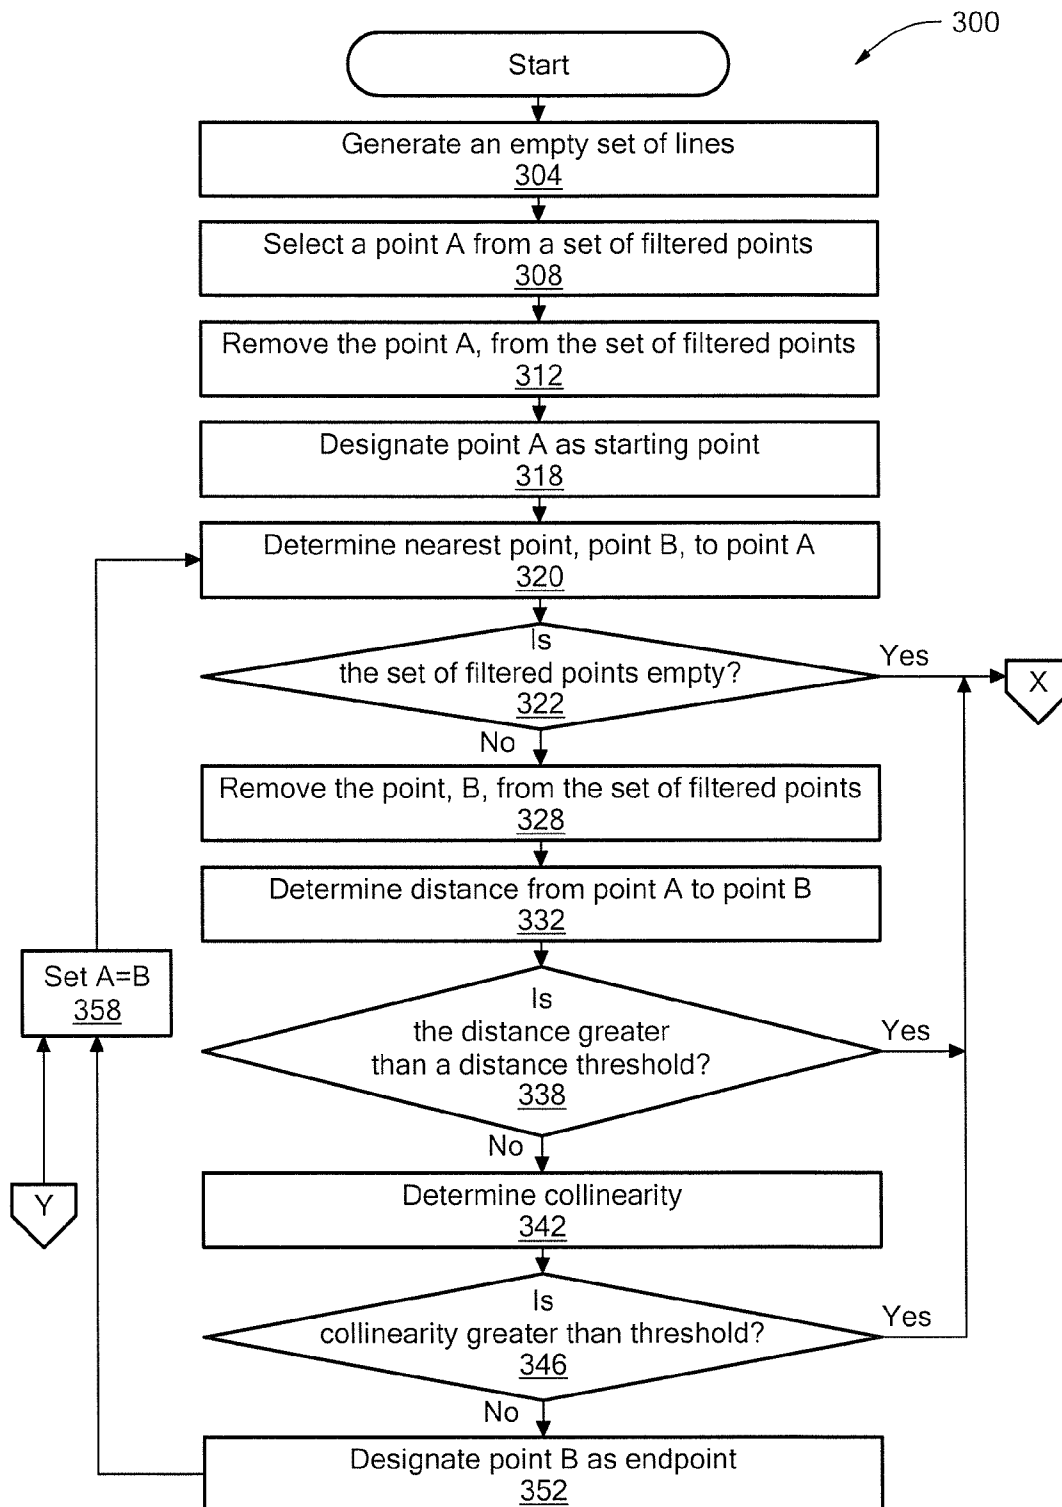 300
Start
Generate an empty set of lines
304
Select a point A from a set of filtered points
308
Remove the point A, from the set of filtered points
312
Designate point A as starting point
318
Determine nearest point, point B, to point A
320
Is
the set of filtered points empty?
322
Yes
X
No
Remove the point, B, from the set of filtered points
328
Determine distance from point A to point B
332
Set A=B
358
Is
the distance greater
than a distance threshold?
338
Yes
No
Y
Determine collinearity
342
Is
collinearity greater than threshold?
346
Yes
No
Designate point B as endpoint
352